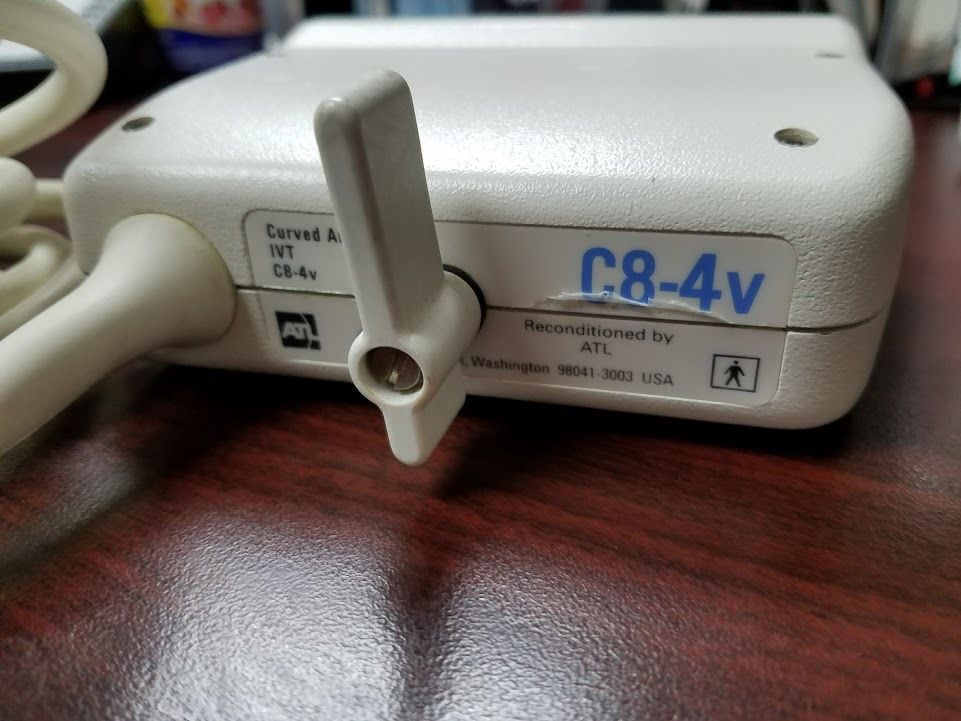 Curved
IVT
C8-4v
C8-4v
ATL
Reconditioned by
ATL
, Washington 98041-3003 USA